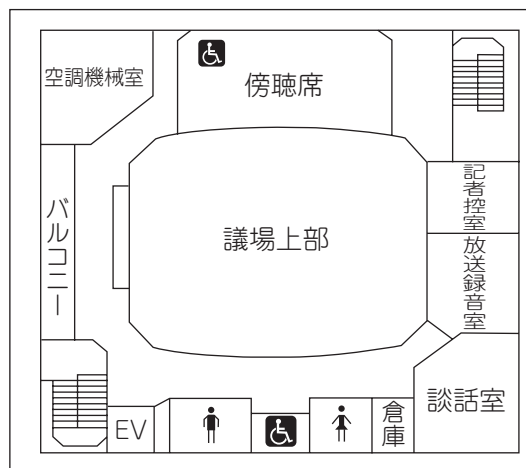 空調機械室
傍聴席
記者控室
バルコニー
議場上部
放送録音室
談話室
EV
倉庫